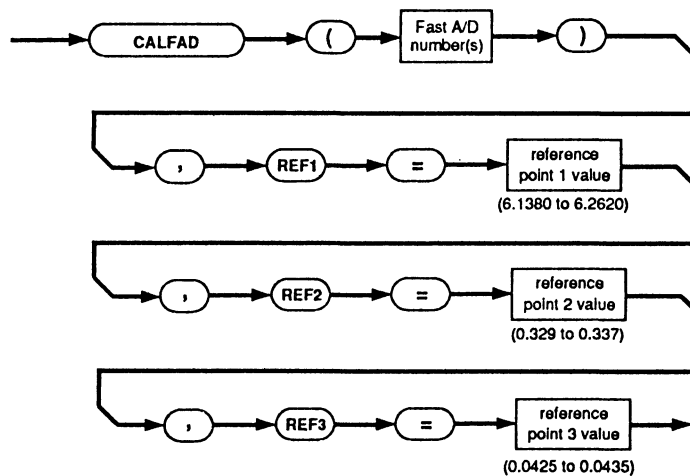 CALFAD ( Fast A/D number(s) )
, REF1 = reference point 1 value
(6.1380 to 6.2620)
, REF2 = reference point 2 value
(0.329 to 0.337)
, REF3 = reference point 3 value
(0.0425 to 0.0435)